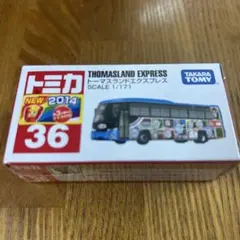 トミカ
THOMASLAND EXPRESS
トーマスランドエクスプレス
SCALE 1/171
TAKARA
TOMY
NEW
2014
36